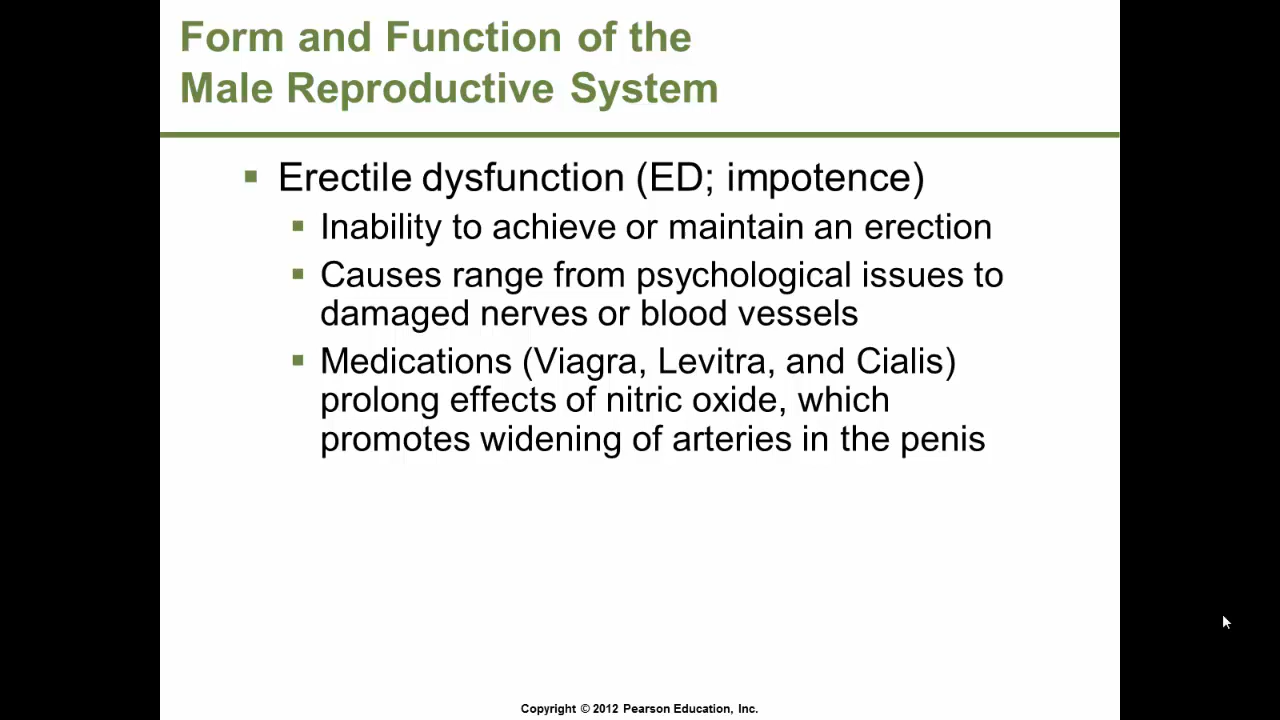 Form and Function of the
Male Reproductive System
Erectile dysfunction (ED; impotence)
Inability to achieve or maintain an erection
Causes range from psychological issues to
damaged nerves or blood vessels
Medications (Viagra, Levitra, and Cialis)
prolong effects of nitric oxide, which
promotes widening of arteries in the penis
Copyright © 2012 Pearson Education, Inc.